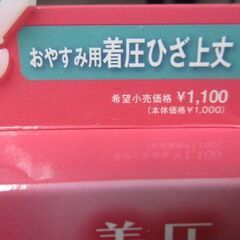 おやすみ用着圧ひざ上丈
希望小売価格 ¥1,100
(本体価格 ¥1,000)
着圧